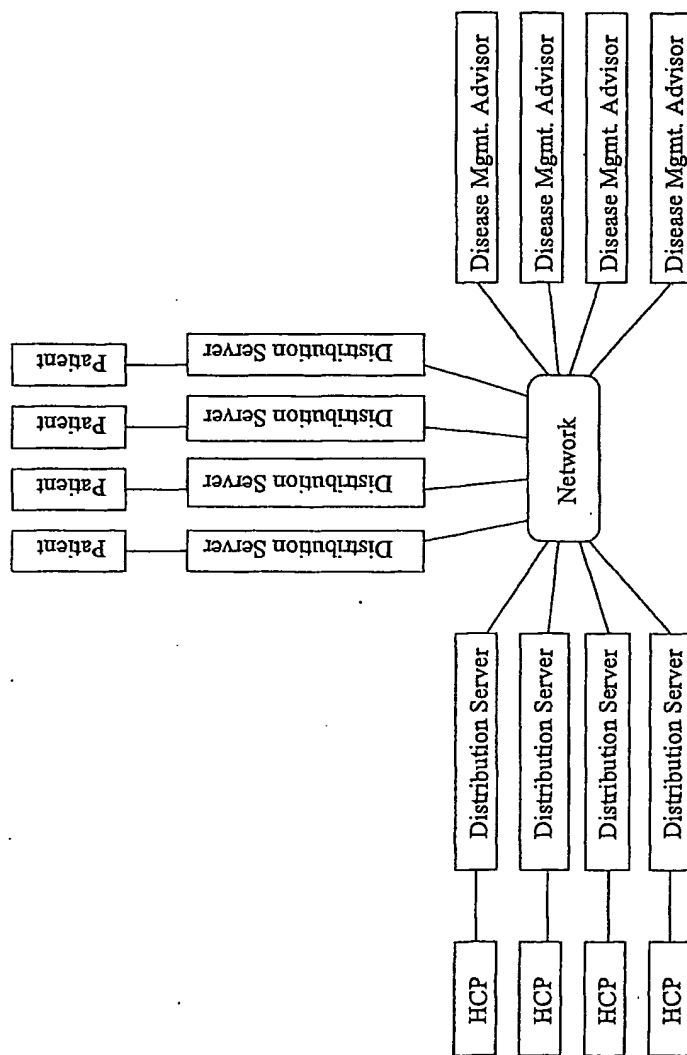 Patient
Patient
Patient
Patient
Distribution Server
Distribution Server
Distribution Server
Distribution Server
Disease Mgmt. Advisor
Disease Mgmt. Advisor
Disease Mgmt. Advisor
Disease Mgmt. Advisor
Network
Distribution Server
Distribution Server
Distribution Server
Distribution Server
HCP
HCP
HCP
HCP